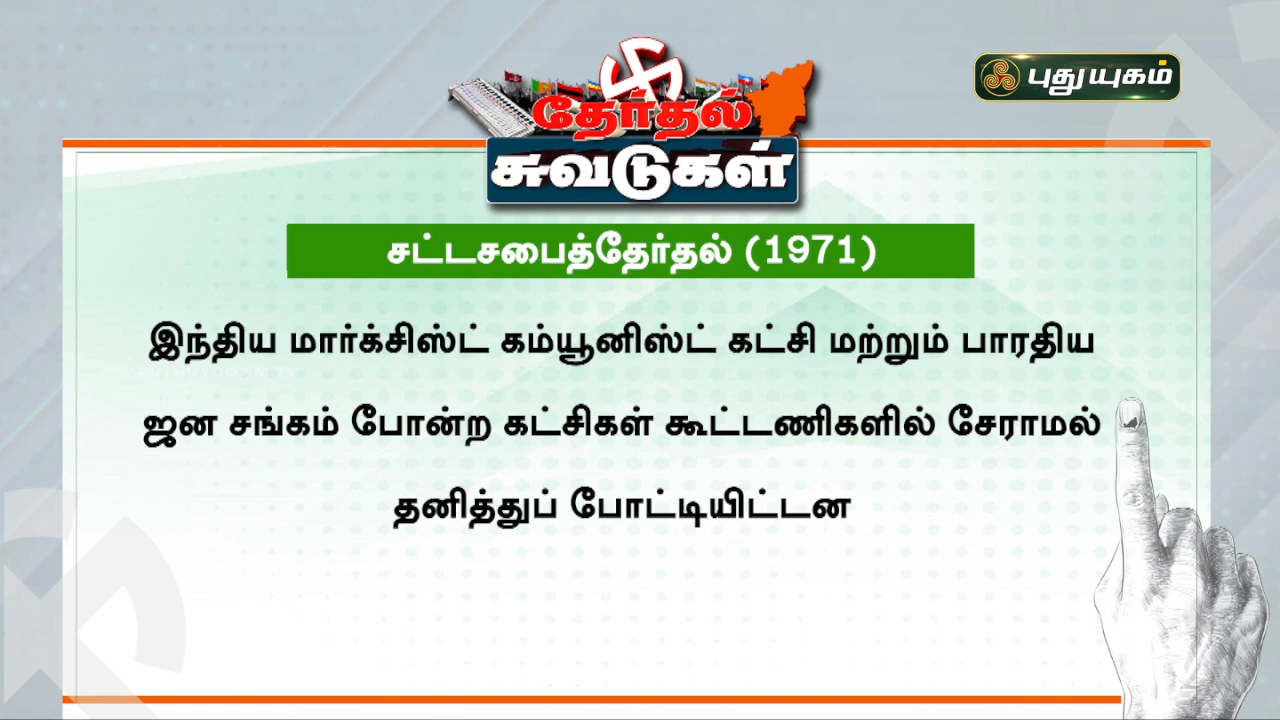 தேர்தல்
சுவடுகள்
புதுயுகம்
சட்டசபைத்தேர்தல் (1971)
இந்திய மார்க்சிஸ்ட் கம்யூனிஸ்ட் கட்சி மற்றும் பாரதிய
ஜன சங்கம் போன்ற கட்சிகள் கூட்டணிகளில் சேராமல்
தனித்துப் போட்டியிட்டன